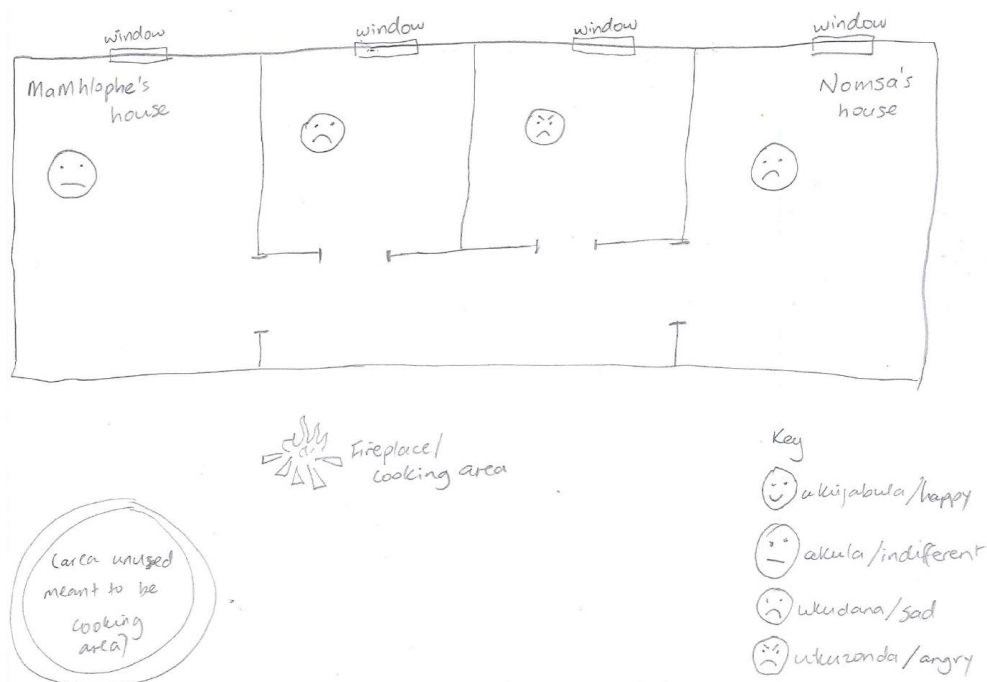 window
window
window
window
MaMhlophe's
house
Nomsa's
house
Fireplace/
cooking area
(area unused
meant to be
cooking
area)
Key
ukujabula/happy
akula/indifferent
ukudana/sad
ukuzonda/angry